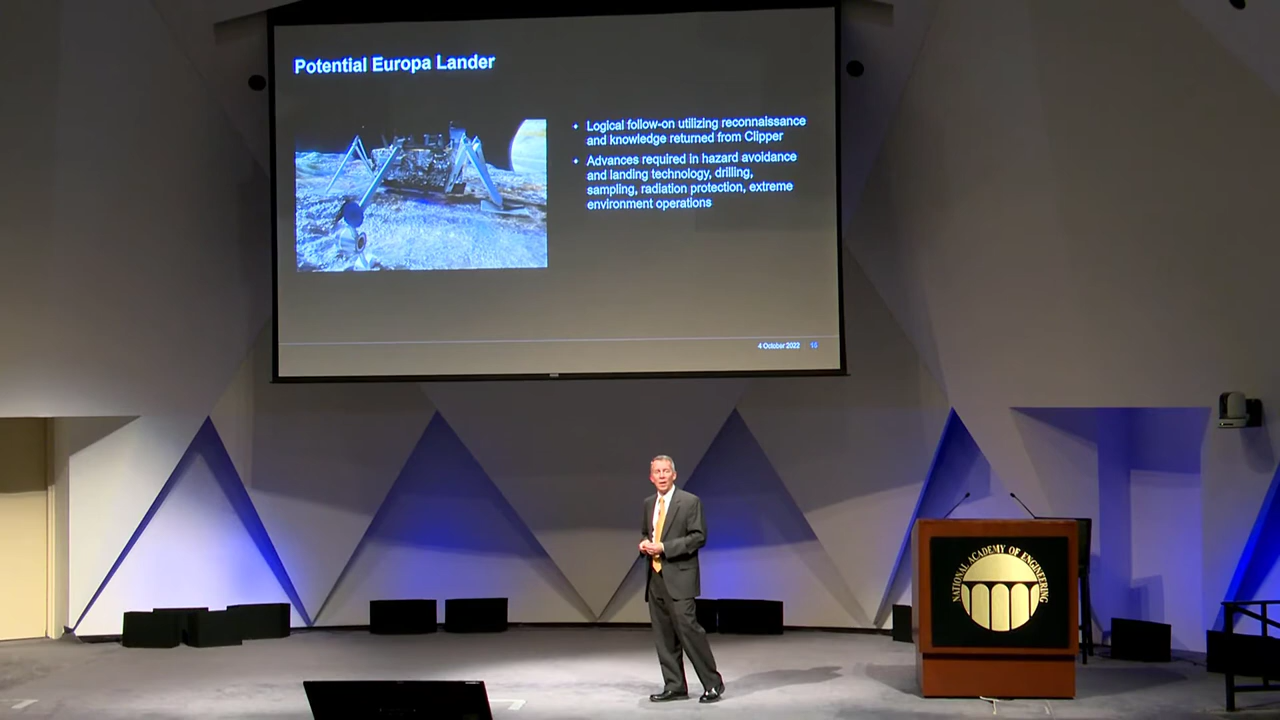 Potential Europa Lander
• Logical follow-on utilizing reconnaissance
and knowledge returned from Clipper
• Advances required in hazard avoidance
and landing technology, drilling,
sampling, radiation protection, extreme
environment operations
4 October 2022 15
NATIONAL ACADEMY OF ENGINEERING